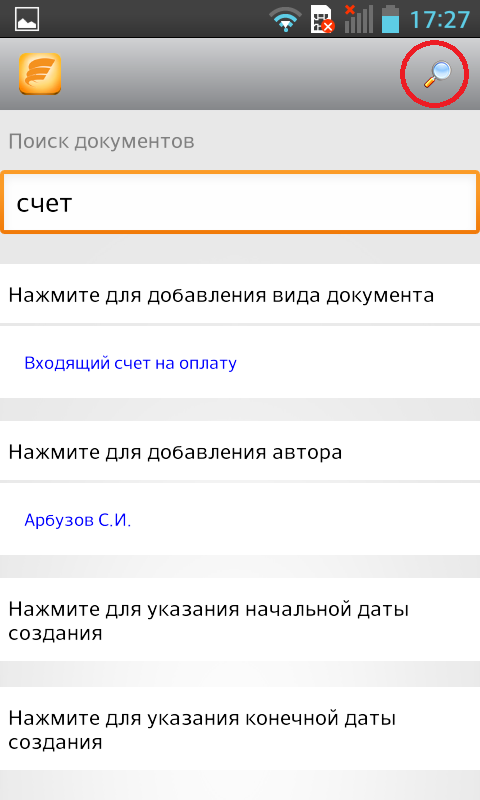 17:27
Поиск документов
счет
Нажмите для добавления вида документа
Входящий счет на оплату
Нажмите для добавления автора
Арбузов С.И.
Нажмите для указания начальной даты
создания
Нажмите для указания конечной даты
создания